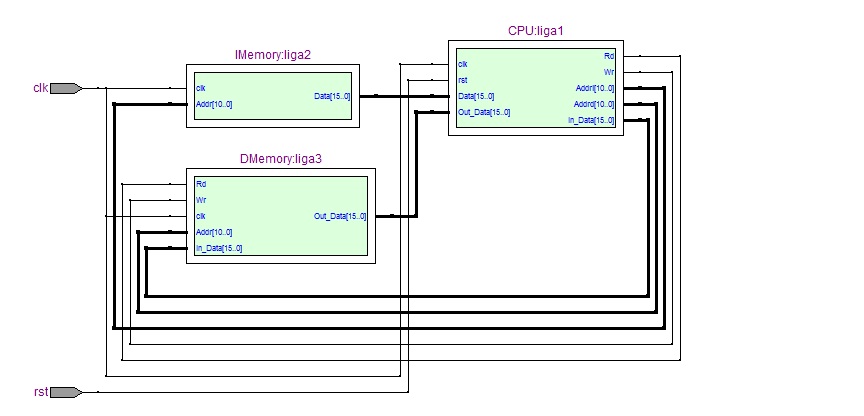 CPU:liga1
IMemory:liga2
clk
clk
Addr[10..0]
Data[15..0]
clk
rst
Data[15..0]
Out_Data[15..0]
Rd
Wr
AddrI[10..0]
Addrd[10..0]
In_Data[15..0]
DMemory:liga3
Rd
Wr
clk
Addr[10..0]
In_Data[15..0]
Out_Data[15..0]
rst